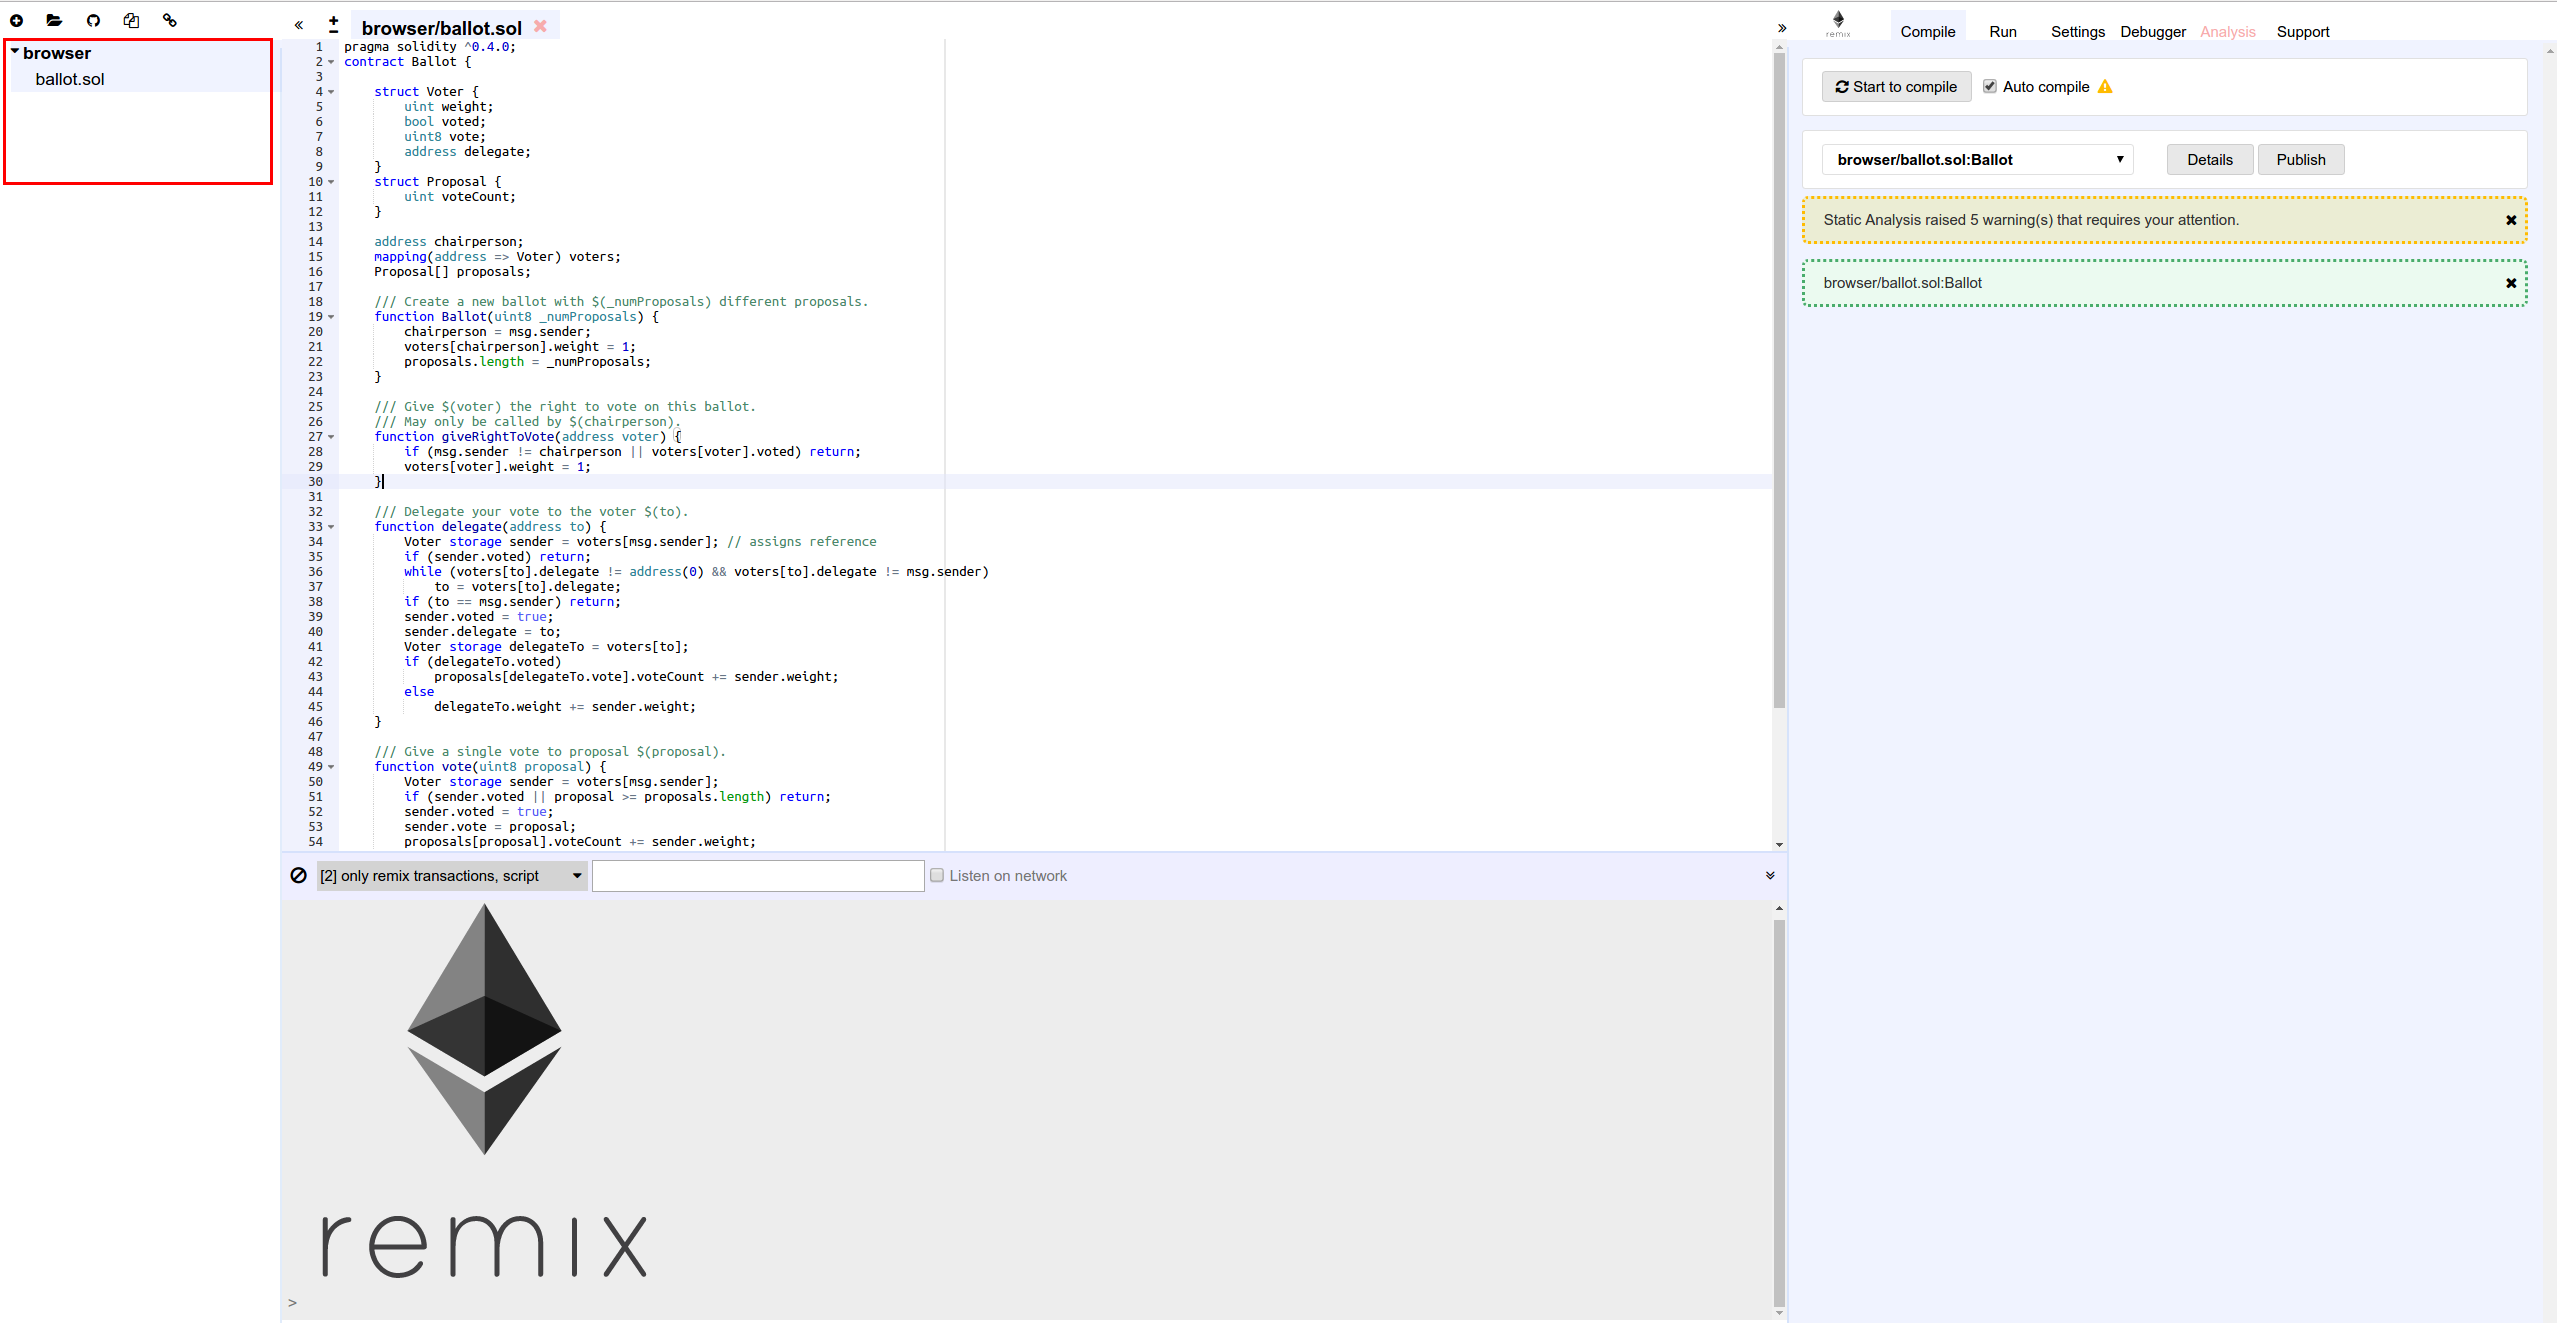 browser
ballot.sol
« ± browser/ballot.sol ✖ »
1 pragma solidity ^0.4.0;
2 contract Ballot {
3
4     struct Voter {
5         uint weight;
6         bool voted;
7         uint8 vote;
8         address delegate;
9     }
10     struct Proposal {
11         uint voteCount;
12     }
13
14     address chairperson;
15     mapping(address => Voter) voters;
16     Proposal[] proposals;
17
18     /// Create a new ballot with $(_numProposals) different proposals.
19     function Ballot(uint8 _numProposals) {
20         chairperson = msg.sender;
21         voters[chairperson].weight = 1;
22         proposals.length = _numProposals;
23     }
24
25     /// Give $(voter) the right to vote on this ballot.
26     /// May only be called by $(chairperson).
27     function giveRightToVote(address voter) {
28         if (msg.sender != chairperson || voters[voter].voted) return;
29         voters[voter].weight = 1;
30     }
31
32     /// Delegate your vote to the voter $(to).
33     function delegate(address to) {
34         Voter storage sender = voters[msg.sender]; // assigns reference
35         if (sender.voted) return;
36         while (voters[to].delegate != address(0) && voters[to].delegate != msg.sender)
37             to = voters[to].delegate;
38         if (to == msg.sender) return;
39         sender.voted = true;
40         sender.delegate = to;
41         Voter storage delegateTo = voters[to];
42         if (delegateTo.voted)
43             proposals[delegateTo.vote].voteCount += sender.weight;
44         else
45             delegateTo.weight += sender.weight;
46     }
47
48     /// Give a single vote to proposal $(proposal).
49     function vote(uint8 proposal) {
50         Voter storage sender = voters[msg.sender];
51         if (sender.voted || proposal >= proposals.length) return;
52         sender.voted = true;
53         sender.vote = proposal;
54         proposals[proposal].voteCount += sender.weight;
[2] only remix transactions, script Listen on network
remix
>
remix Compile Run Settings Debugger Analysis Support
Start to compile Auto compile
browser/ballot.sol:Ballot Details Publish
Static Analysis raised 5 warning(s) that requires your attention. ✖
browser/ballot.sol:Ballot ✖